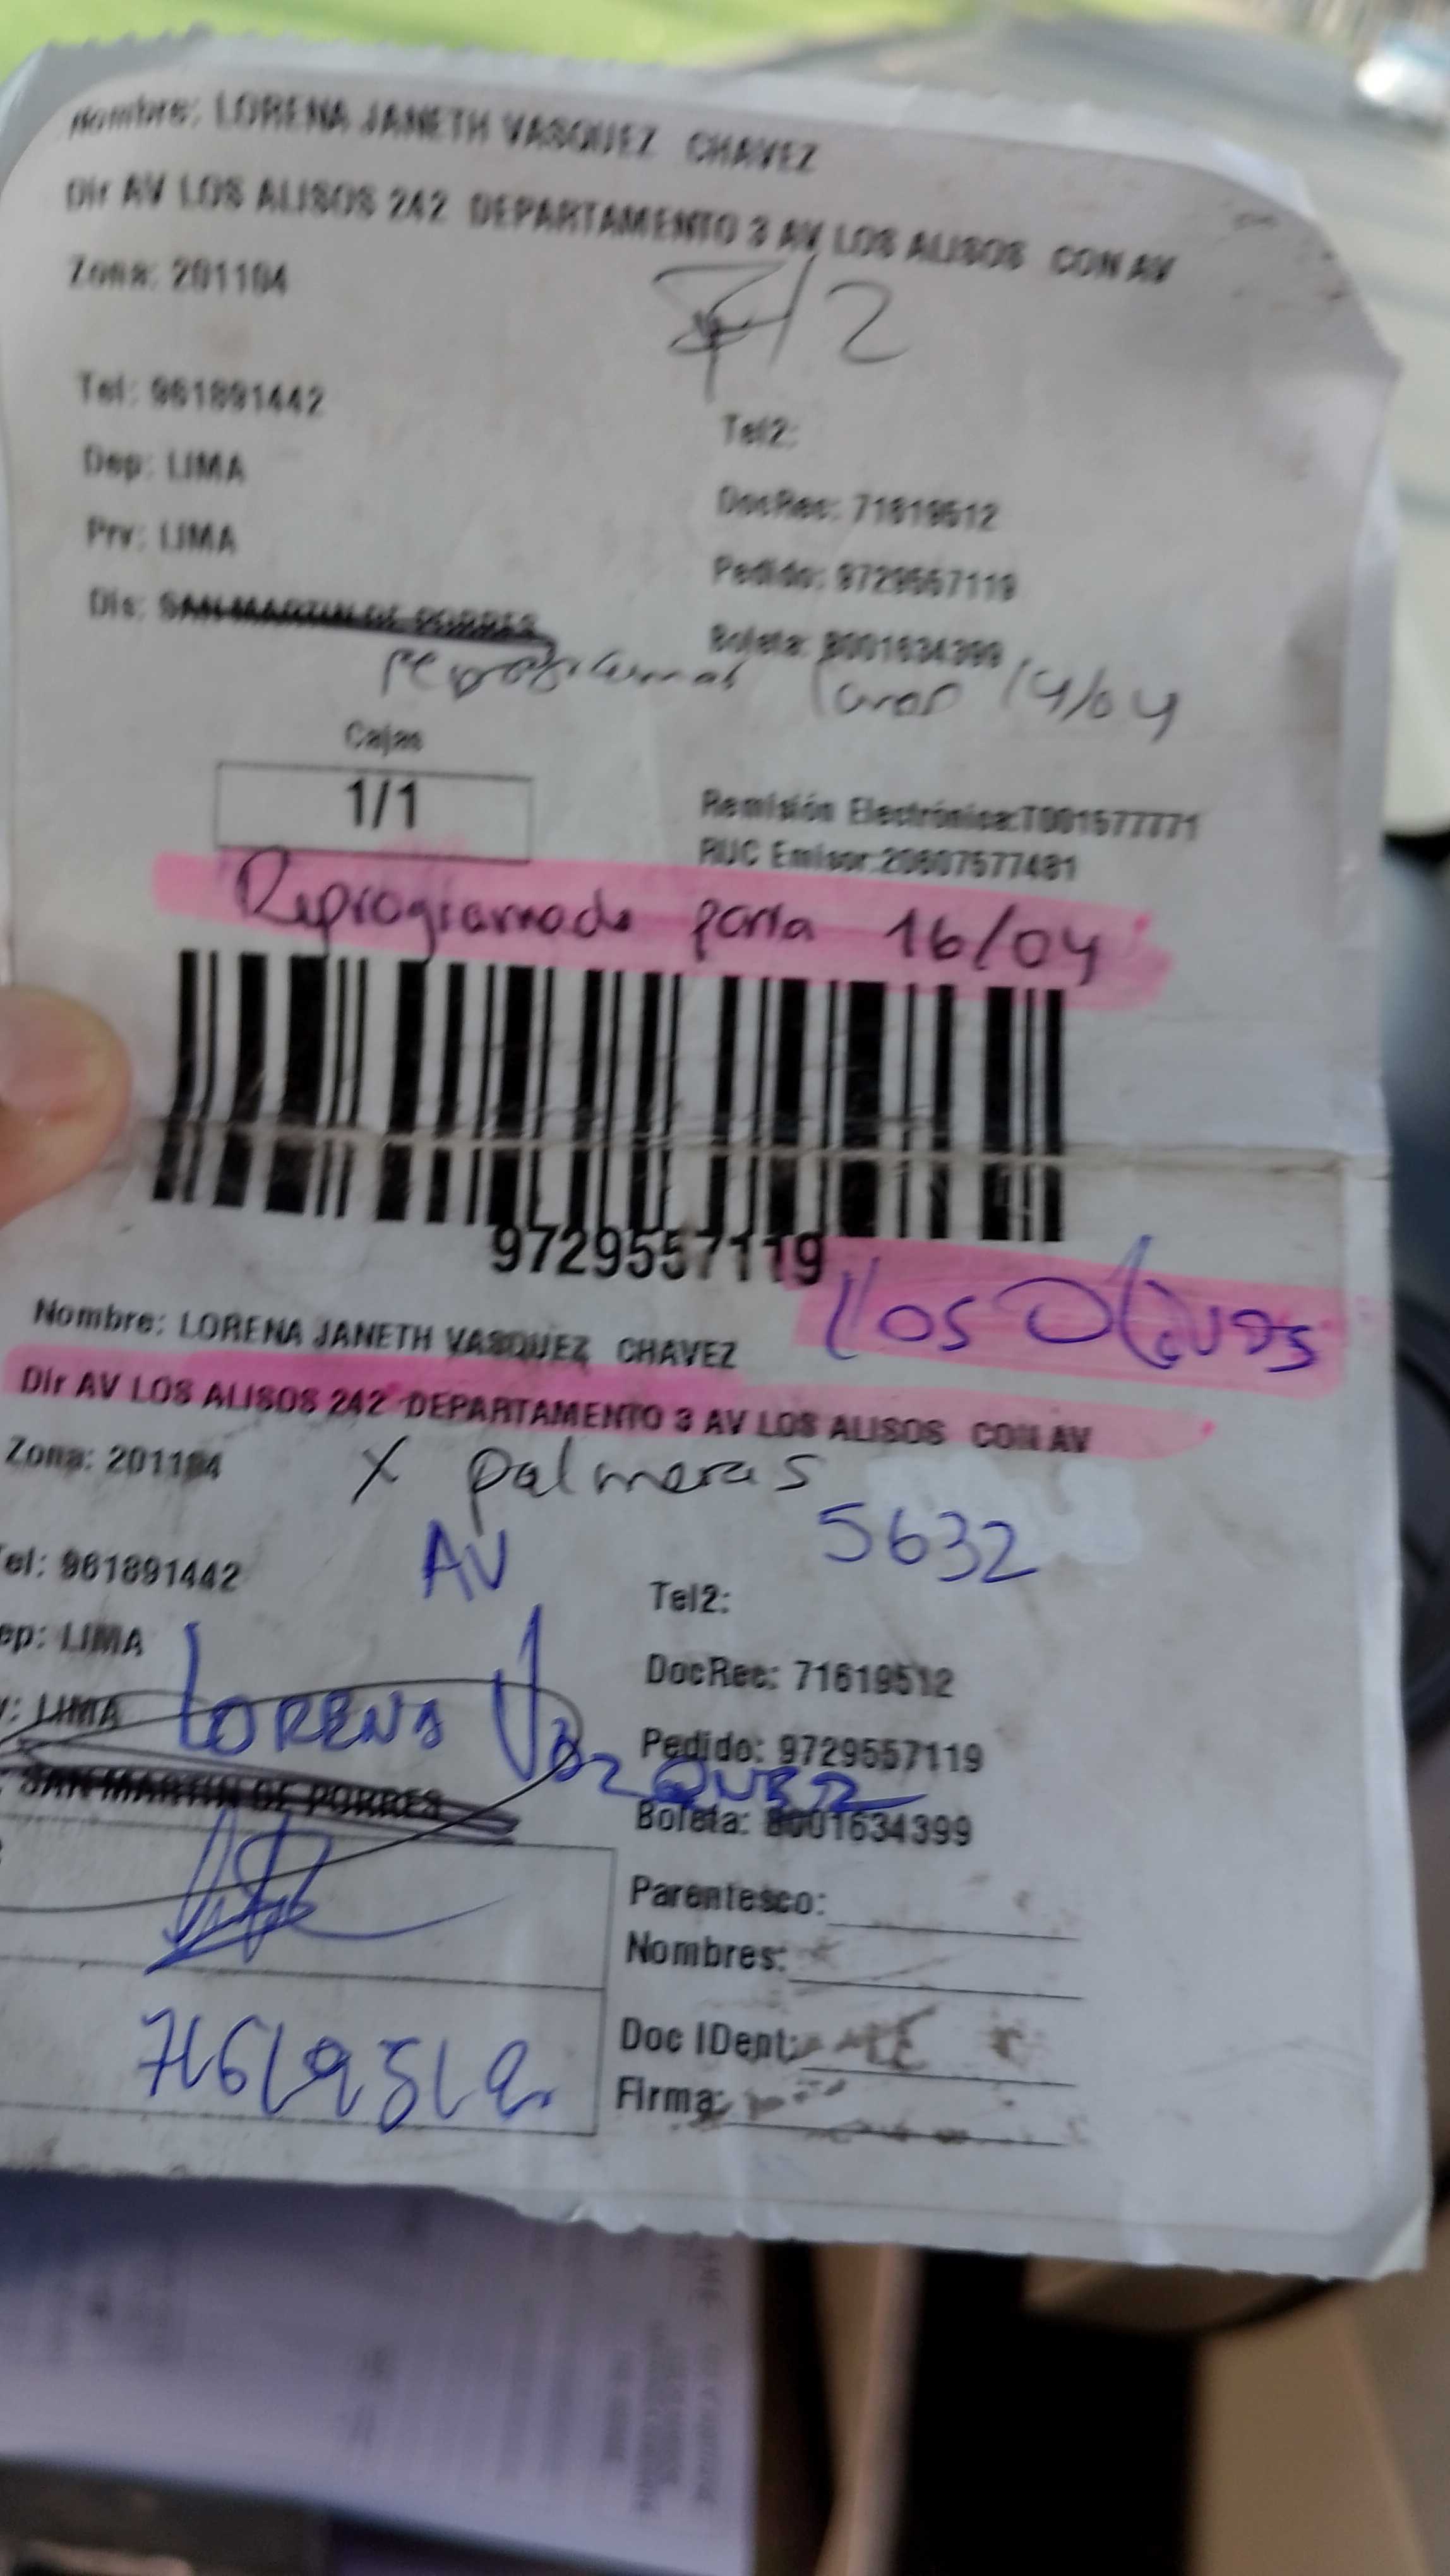 Nombre: LORENA JANETH VASQUEZ CHAVEZ
Dir AV LOS ALISOS 242 DEPARTAMENTO 3 AV LOS ALISOS CON AV
Zona: 201104
Tel: 961891442
Tel2:
Dep: LIMA
DocRec: 71619512
Prv: LIMA
Pedido: 9729557119
Dis: SAN MARTIN DE PORRES
Boleta: B001634399
14/04
Cajas
1/1
Remisión Electrónica:T001577771
RUC Emisor:20607577481
Reprogramado para 16/04
9729557119
Los Olivos
Nombre: LORENA JANETH VASQUEZ CHAVEZ
Dir AV LOS ALISOS 242 DEPARTAMENTO 3 AV LOS ALISOS CON AV
Zona: 201104
x palmeras
5632
AV
el: 961891442
Tel2:
ep: LIMA
DocRec: 71619512
LORENA VASQUEZ
v: LIMA
Pedido: 9729557119
: SAN MARTIN DE PORRES
Boleta: B001634399
Parentesco:
Nombres:
Doc IDent:
Firma:
71619512